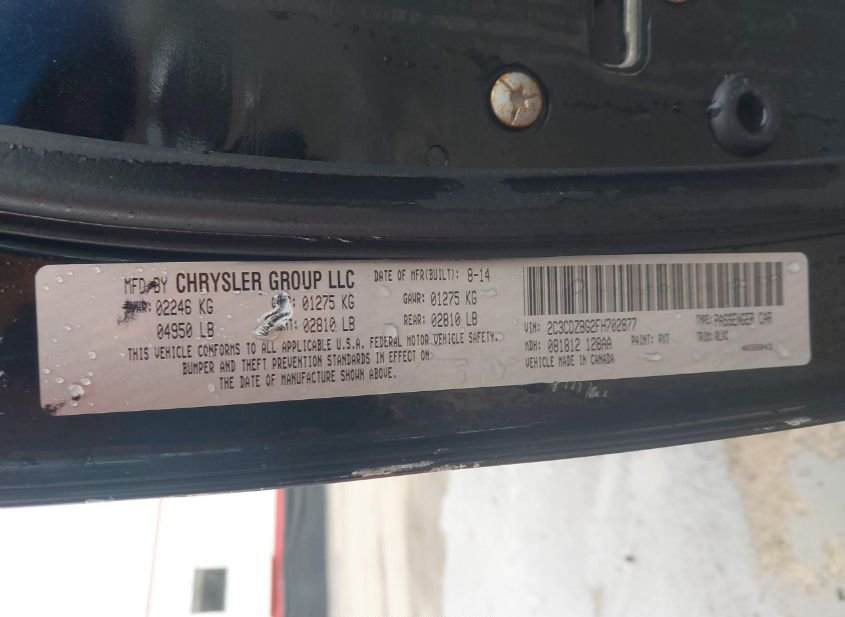 MFD BY CHRYSLER GROUP LLC DATE OF MFR(BUILT): 8-14
02246 KG 01275 KG GAWR: 01275 KG
04950 LB 02810 LB REAR: 02810 LB
THIS VEHICLE CONFORMS TO ALL APPLICABLE U.S.A. FEDERAL MOTOR VEHICLE SAFETY,
BUMPER AND THEFT PREVENTION STANDARDS IN EFFECT ON
THE DATE OF MANUFACTURE SHOWN ABOVE.
VIN: 2C3CDZBG2FH702877 TYPE: PASSENGER CAR
MDH: 081812 128AA PAINT: PXT TRIM: RLXC
VEHICLE MADE IN CANADA